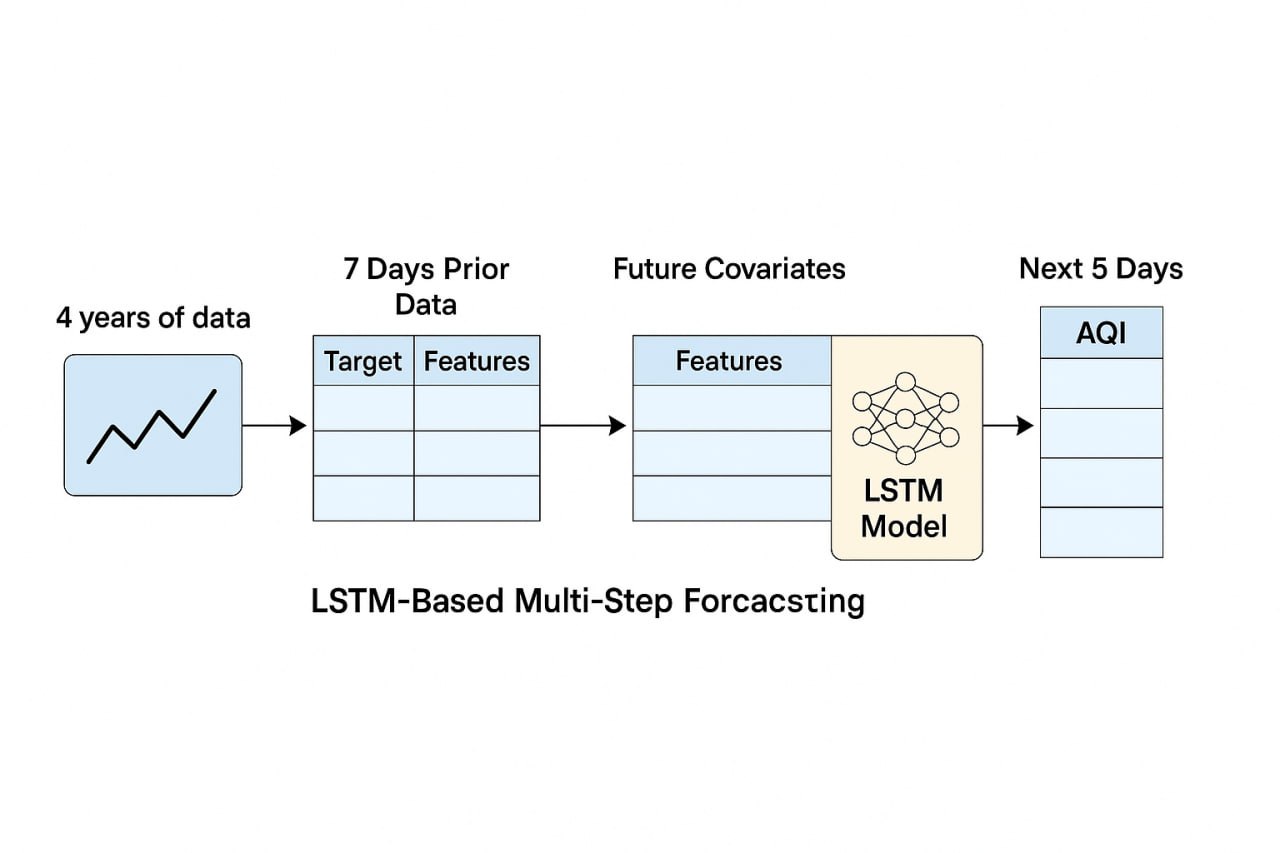 4 years of data
7 Days Prior
Data
Target Features
Future Covariates
Features
LSTM
Model
Next 5 Days
AQI
LSTM-Based Multi-Step Forcacsτing